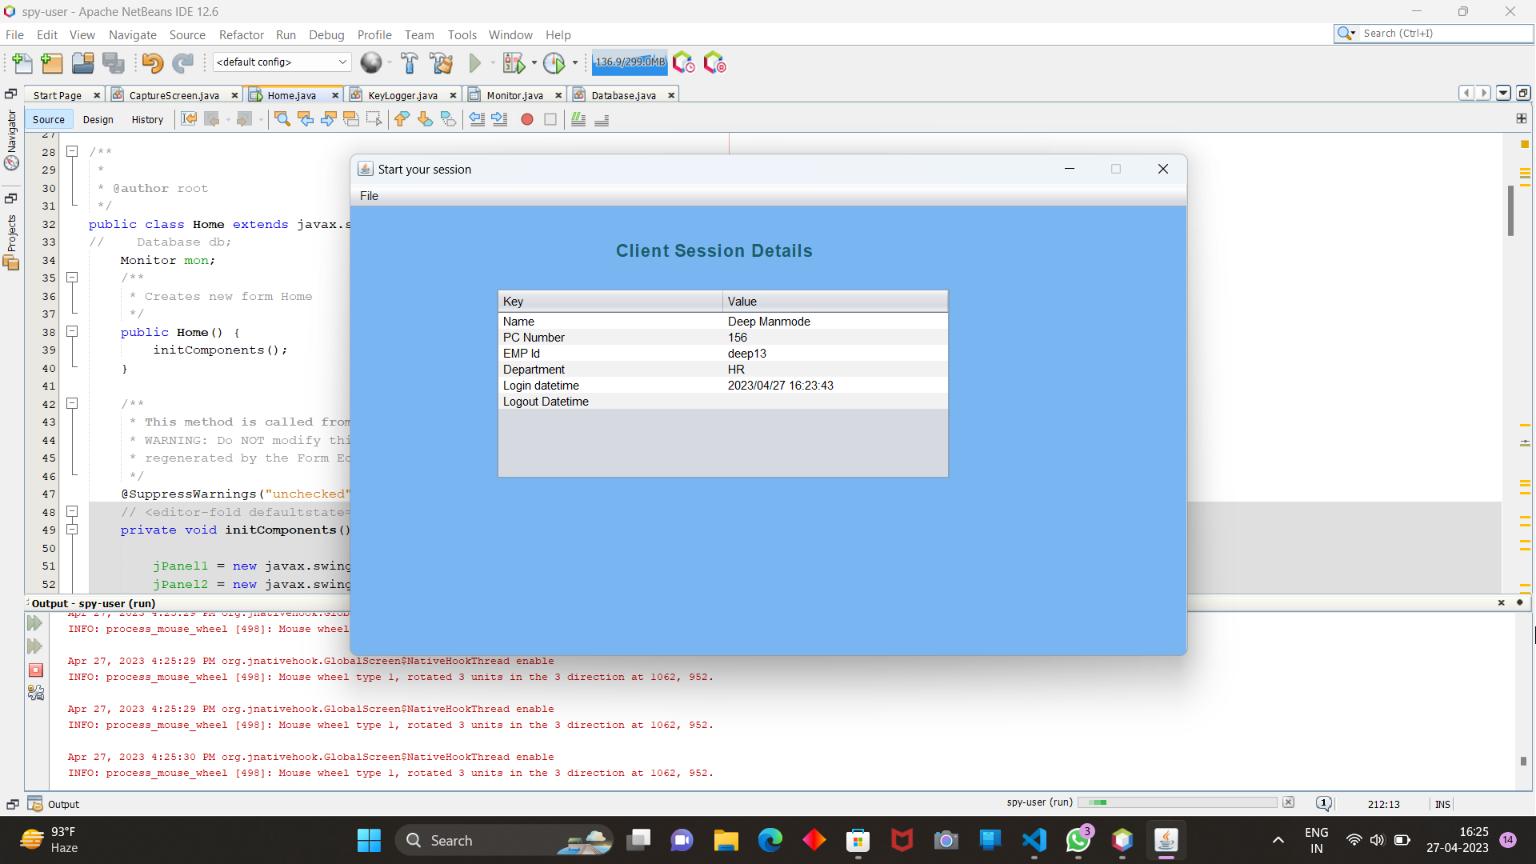 spy-user - Apache NetBeans IDE 12.6
File Edit View Navigate Source Refactor Run Debug Profile Team Tools Window Help
Search (Ctrl+I)
<default config>
136.9/299.0MB
Start Page
CaptureScreen.java
Home.java
KeyLogger.java
Monitor.java
Database.java
Source Design History
Navigator
Projects
27
28 /**
29 *
30 * @author root
31 */
32 public class Home extends javax.s
33 // Database db;
34 Monitor mon;
35 /**
36 * Creates new form Home
37 */
38 public Home() {
39 initComponents();
40 }
41
42 /**
43 * This method is called from
44 * WARNING: Do NOT modify thi
45 * regenerated by the Form Ed
46 */
47 @SuppressWarnings("unchecked"
48 // <editor-fold defaultstate=
49 private void initComponents()
50
51 jPanel1 = new javax.swing
52 jPanel2 = new javax.swing
Start your session
File
Client Session Details
Key Value
Name Deep Manmode
PC Number 156
EMP Id deep13
Department HR
Login datetime 2023/04/27 16:23:43
Logout Datetime
Output - spy-user (run)
Apr 27, 2023 4:25:29 PM org.jnativehook.Glob
INFO: process_mouse_wheel [498]: Mouse wheel
Apr 27, 2023 4:25:29 PM org.jnativehook.GlobalScreen$NativeHookThread enable
INFO: process_mouse_wheel [498]: Mouse wheel type 1, rotated 3 units in the 3 direction at 1062, 952.
Apr 27, 2023 4:25:29 PM org.jnativehook.GlobalScreen$NativeHookThread enable
INFO: process_mouse_wheel [498]: Mouse wheel type 1, rotated 3 units in the 3 direction at 1062, 952.
Apr 27, 2023 4:25:30 PM org.jnativehook.GlobalScreen$NativeHookThread enable
INFO: process_mouse_wheel [498]: Mouse wheel type 1, rotated 3 units in the 3 direction at 1062, 952.
Output
spy-user (run)
1
212:13
INS
93°F
Haze
Search
3
ENG
IN
16:25
27-04-2023
14